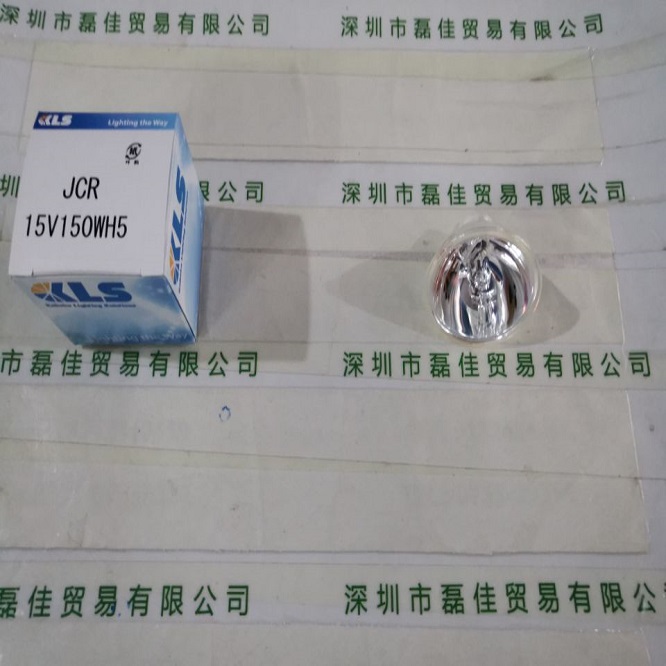 深圳市磊佳贸易有限公司
深圳市磊佳贸易有限公司
KLS
Lighting the Way
JCR
15V150WH5
KLS
KLS
圳
限公司
深圳市磊佳贸易有限公司
市磊佳贸易有限公司
深圳市磊佳贸易有限公司
磊佳贸易有限公司
深圳市磊佳贸易有限公司